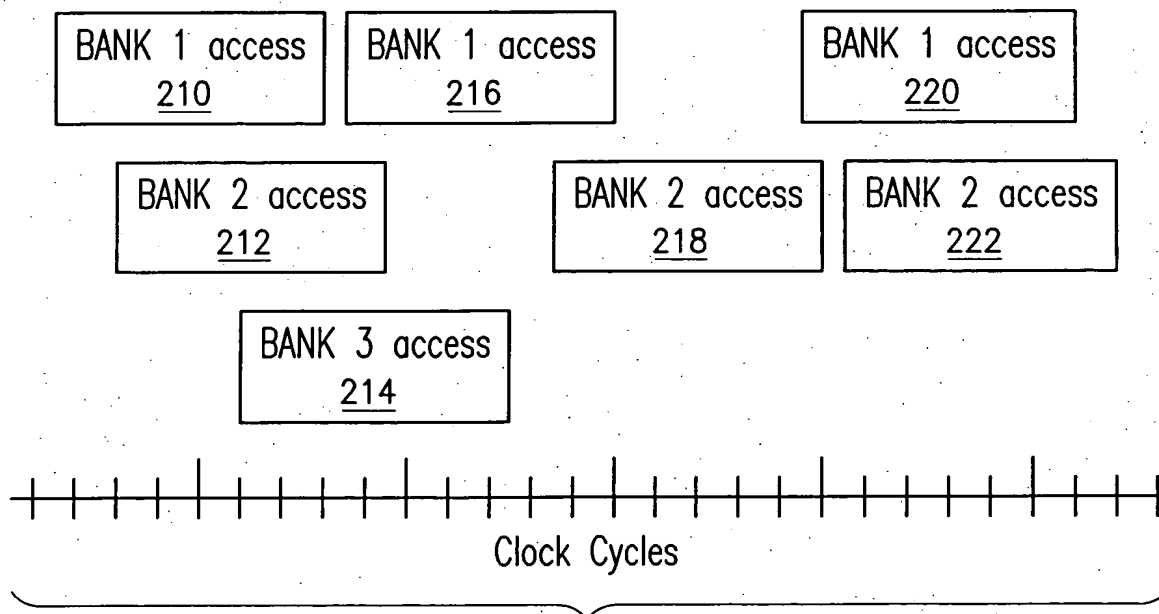 BANK 1 access
210
BANK 1 access
216
BANK 1 access
220
BANK 2 access
212
BANK 2 access
218
BANK 2 access
222
BANK 3 access
214
Clock Cycles